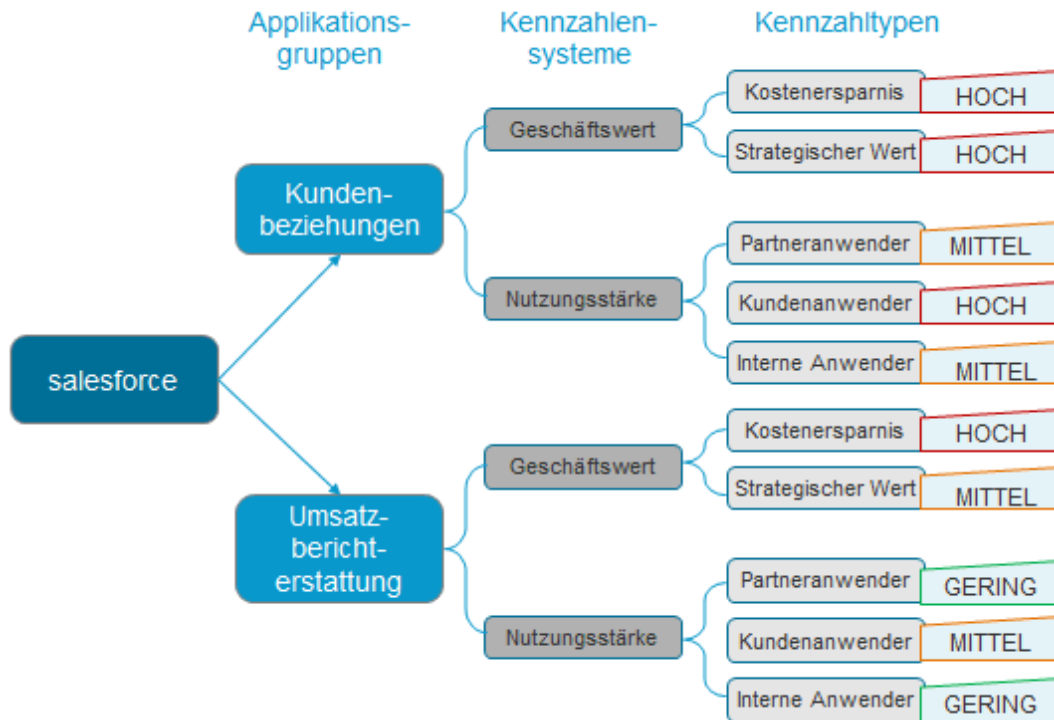 Applikations-
gruppen
Kennzahlen-
systeme
Kennzahltypen
salesforce
Kunden-
beziehungen
Geschäftswert
Kostenersparnis
HOCH
Strategischer Wert
HOCH
Nutzungsstärke
Partneranwender
MITTEL
Kundenanwender
HOCH
Interne Anwender
MITTEL
Umsatz-
bericht-
erstattung
Geschäftswert
Kostenersparnis
HOCH
Strategischer Wert
MITTEL
Nutzungsstärke
Partneranwender
GERING
Kundenanwender
MITTEL
Interne Anwender
GERING